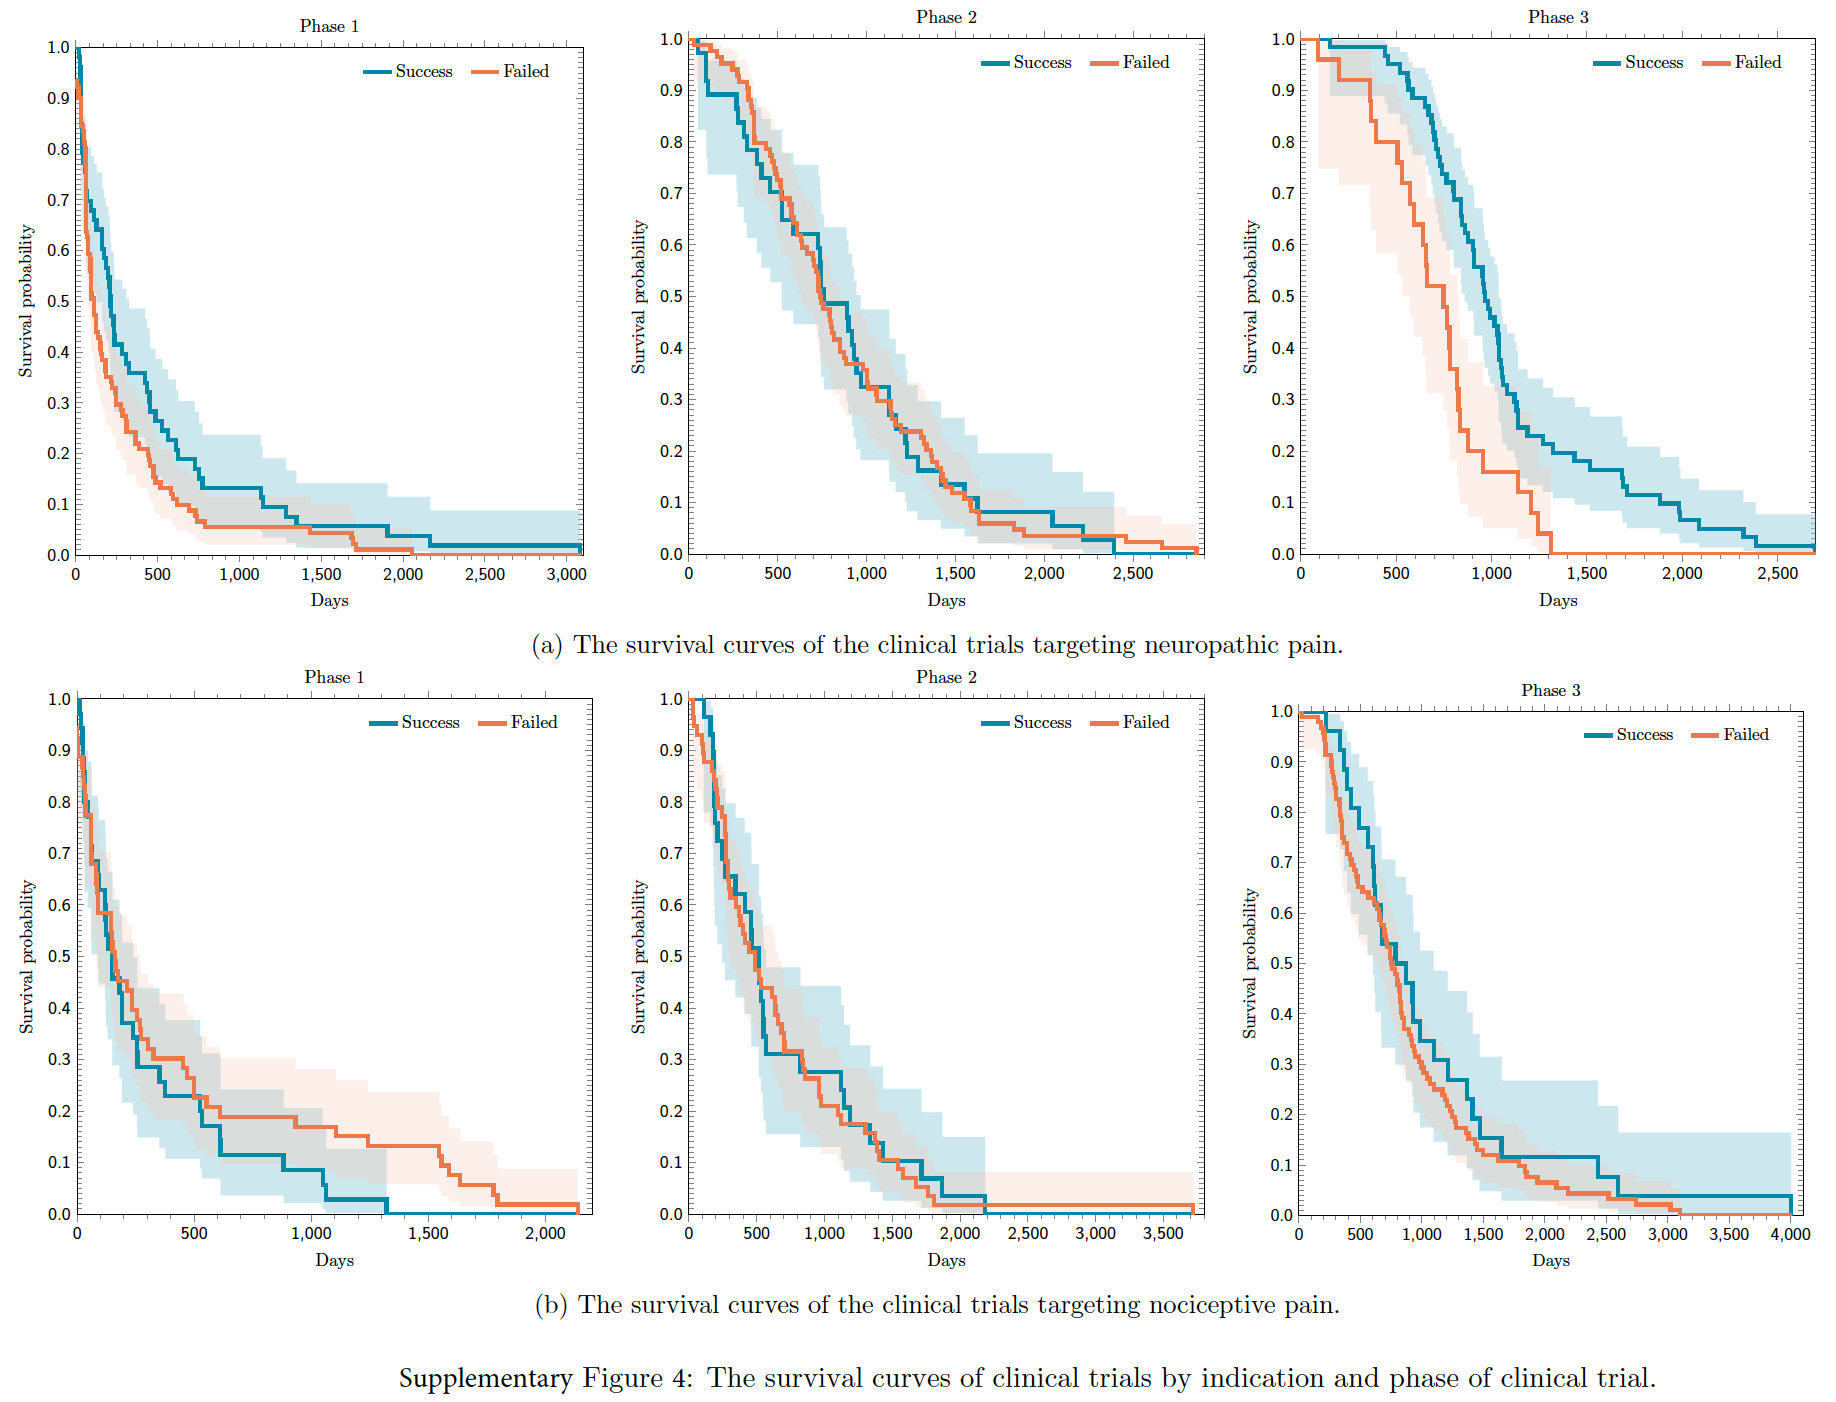 Phase 1
Success Failed
Survival probability
1.0
0.9
0.8
0.7
0.6
0.5
0.4
0.3
0.2
0.1
0.0
0 500 1,000 1,500 2,000 2,500 3,000
Days
Phase 2
Success Failed
Survival probability
1.0
0.9
0.8
0.7
0.6
0.5
0.4
0.3
0.2
0.1
0.0
0 500 1,000 1,500 2,000 2,500
Days
Phase 3
Success Failed
Survival probability
1.0
0.9
0.8
0.7
0.6
0.5
0.4
0.3
0.2
0.1
0.0
0 500 1,000 1,500 2,000 2,500
Days
(a) The survival curves of the clinical trials targeting neuropathic pain.
Phase 1
Success Failed
Survival probability
1.0
0.9
0.8
0.7
0.6
0.5
0.4
0.3
0.2
0.1
0.0
0 500 1,000 1,500 2,000
Days
Phase 2
Success Failed
Survival probability
1.0
0.9
0.8
0.7
0.6
0.5
0.4
0.3
0.2
0.1
0.0
0 500 1,000 1,500 2,000 2,500 3,000 3,500
Days
Phase 3
Success Failed
Survival probability
1.0
0.9
0.8
0.7
0.6
0.5
0.4
0.3
0.2
0.1
0.0
0 500 1,000 1,500 2,000 2,500 3,000 3,500 4,000
Days
(b) The survival curves of the clinical trials targeting nociceptive pain.
Supplementary Figure 4: The survival curves of clinical trials by indication and phase of clinical trial.